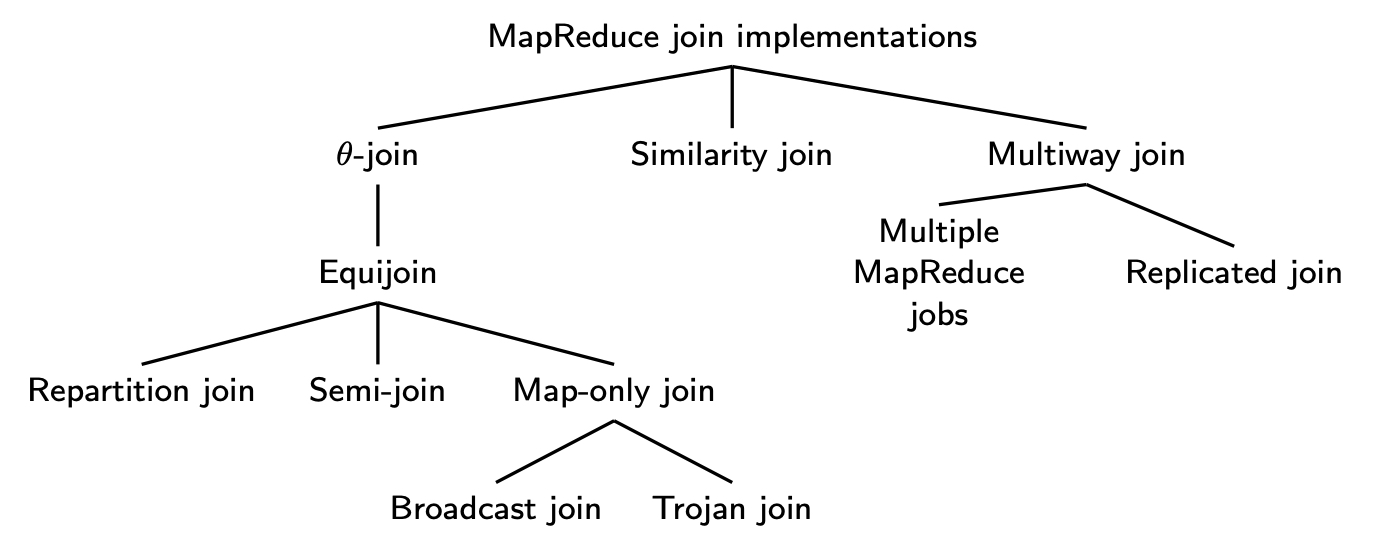 MapReduce join implementations
θ-join
Similarity join
Multiway join
Equijoin
Multiple
MapReduce
jobs
Replicated join
Repartition join
Semi-join
Map-only join
Broadcast join
Trojan join